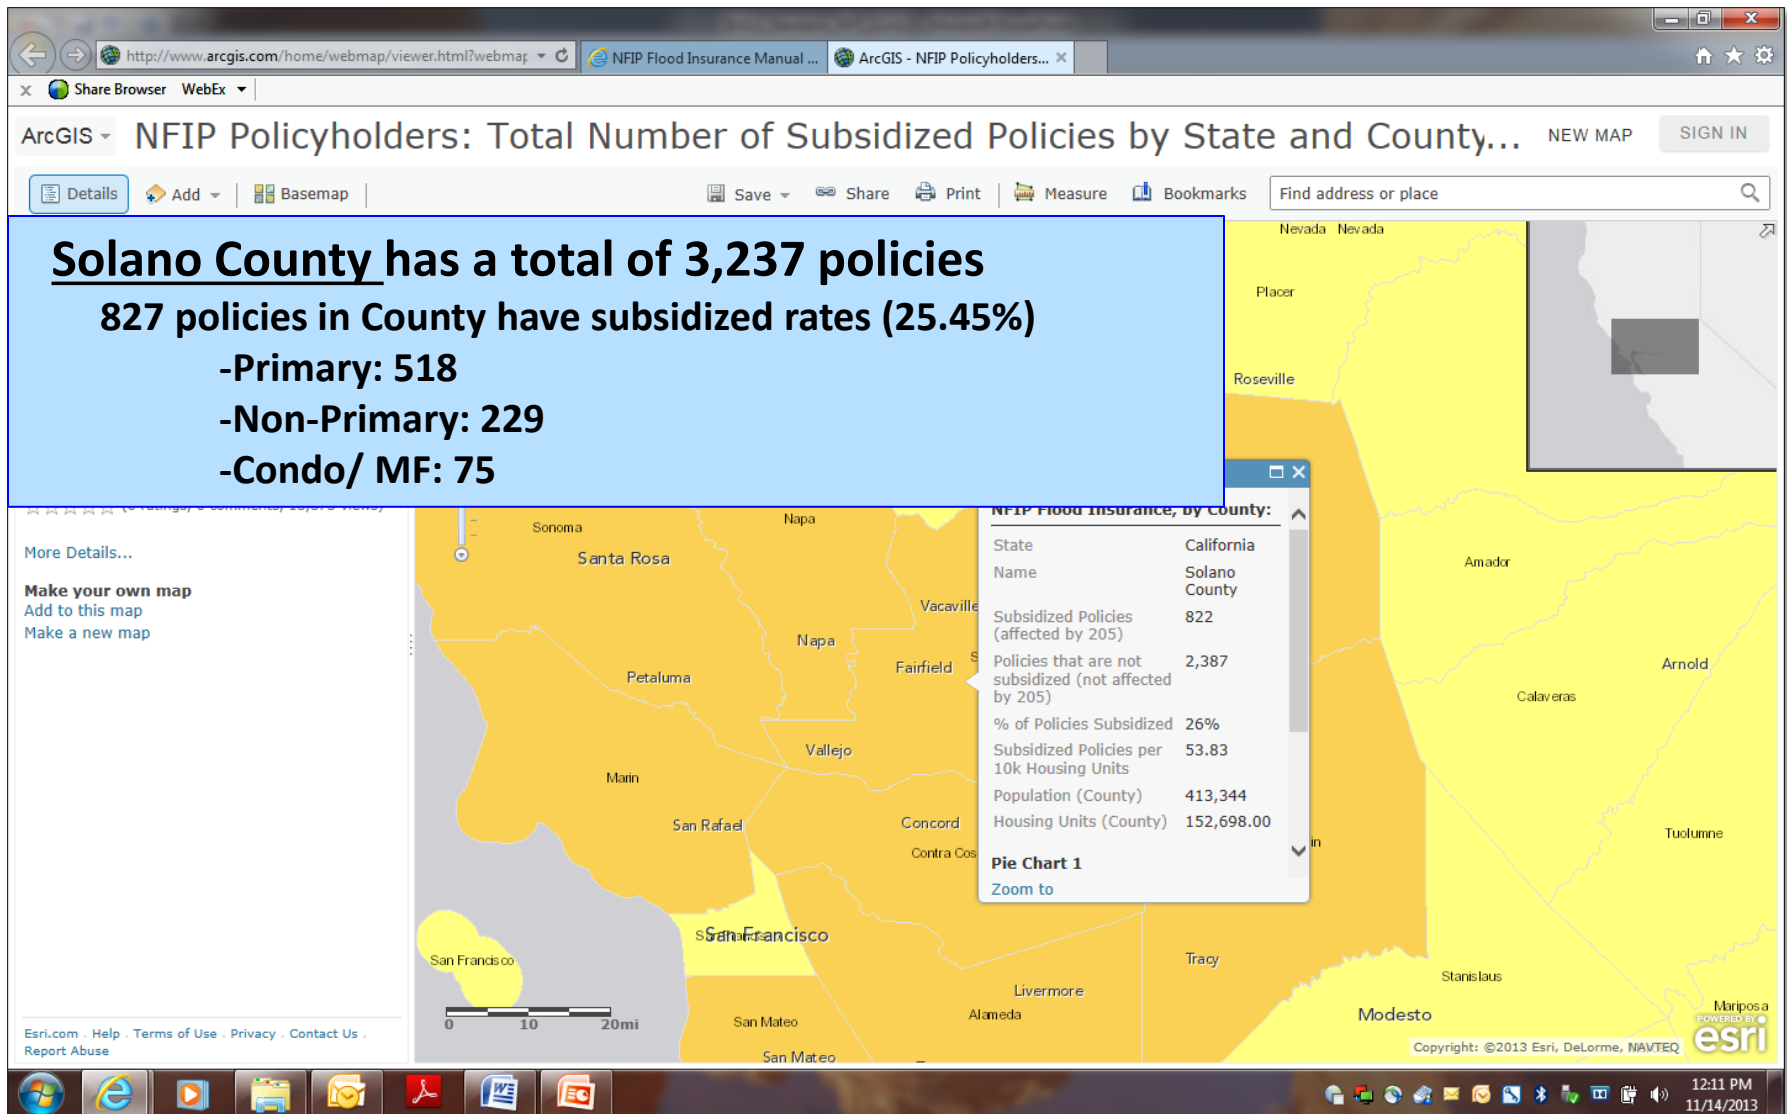 http://www.arcgis.com/home/webmap/viewer.html?webmap
NFIP Flood Insurance Manual ...
ArcGIS - NFIP Policyholders...
x Share Browser WebEx
ArcGIS NFIP Policyholders: Total Number of Subsidized Policies by State and County... NEW MAP SIGN IN
Details Add Basemap Save Share Print Measure Bookmarks Find address or place
Solano County has a total of 3,237 policies
827 policies in County have subsidized rates (25.45%)
-Primary: 518
-Non-Primary: 229
-Condo/ MF: 75
More Details...
Make your own map
Add to this map
Make a new map
Esri.com . Help . Terms of Use . Privacy . Contact Us .
Report Abuse
Nevada Nevada
Placer
Roseville
Sonoma
Santa Rosa
Napa
Vacaville
Napa
Fairfield
Petaluma
Vallejo
Marin
San Rafael
Concord
Contra Cos
San Francisco
San Francisco
Livermore
Alameda
San Mateo
San Mateo
Tracy
Amador
Arnold
Calaveras
Tuolumne
Stanislaus
Modesto
Mariposa
NFIP Flood Insurance, by County:
State California
Name Solano
County
Subsidized Policies 822
(affected by 205)
Policies that are not 2,387
subsidized (not affected
by 205)
% of Policies Subsidized 26%
Subsidized Policies per 53.83
10k Housing Units
Population (County) 413,344
Housing Units (County) 152,698.00
Pie Chart 1
Zoom to
0 10 20mi
POWERED BY
esri
Copyright: ©2013 Esri, DeLorme, NAVTEQ
12:11 PM
11/14/2013